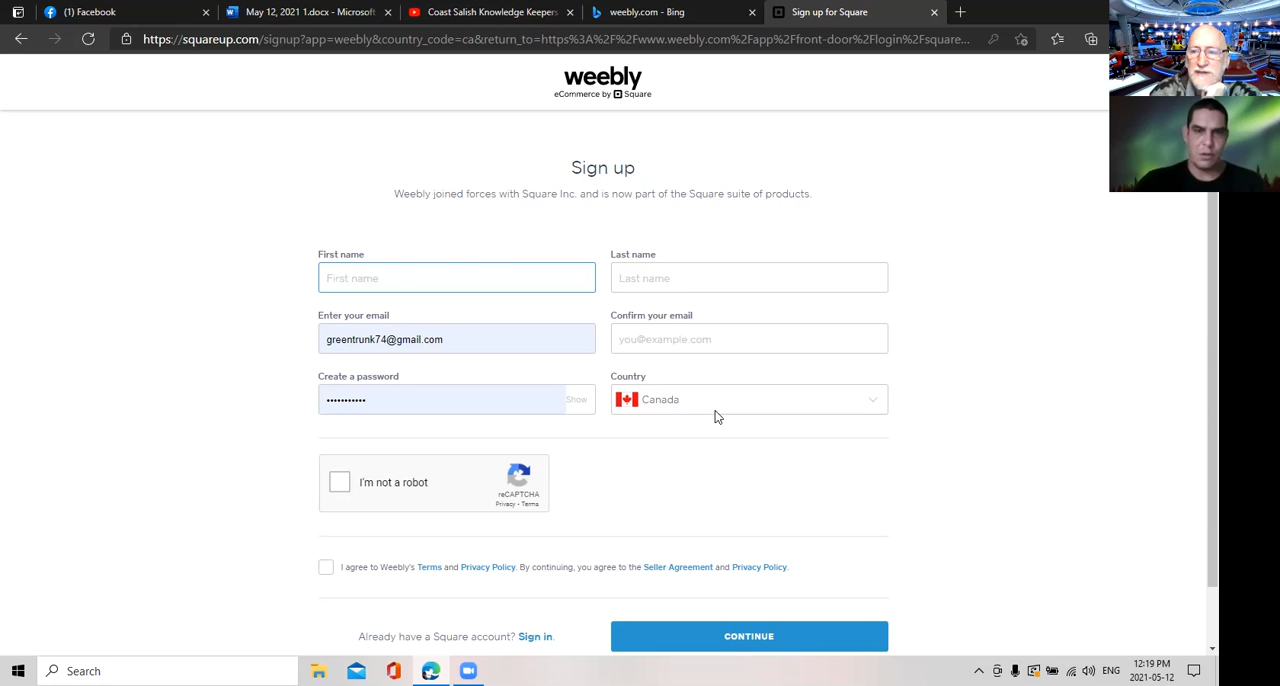 (1) Facebook
May 12, 2021 1.docx - Microsoft
Coast Salish Knowledge Keepers
weebly.com - Bing
Sign up for Square
https://squareup.com/signup?app=weebly&country_code=ca&return_to=https%3A%2F%2Fwww.weebly.com%2Fapp%2Ffront-door%2Flogin%2Fsquare...
weebly
eCommerce by Square
Sign up
Weebly joined forces with Square Inc. and is now part of the Square suite of products.
First name
Last name
First name
Last name
Enter your email
Confirm your email
greentrunk74@gmail.com
you@example.com
Create a password
Country
••••••••••• Show
Canada
I'm not a robot
reCAPTCHA
Privacy - Terms
I agree to Weebly's Terms and Privacy Policy. By continuing, you agree to the Seller Agreement and Privacy Policy.
Already have a Square account? Sign in.
CONTINUE
Search
ENG
12:19 PM
2021-05-12